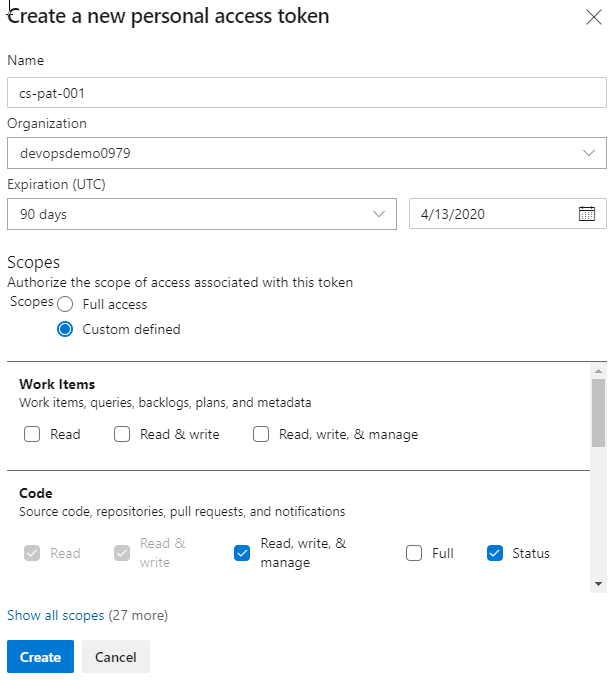 Create a new personal access token
Name
cs-pat-001
Organization
devopsdemo0979
Expiration (UTC)
90 days
4/13/2020
Scopes
Authorize the scope of access associated with this token
Scopes Full access
Custom defined
Work Items
Work items, queries, backlogs, plans, and metadata
Read Read & write Read, write, & manage
Code
Source code, repositories, pull requests, and notifications
Read
Read &
write
Read, write, &
manage
Full
Status
Show all scopes (27 more)
Create
Cancel